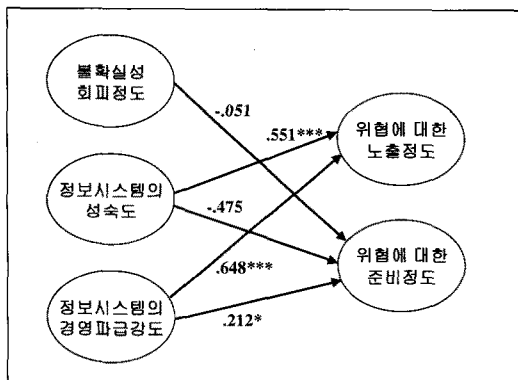 불확실성
회피정도
-.051
.551***
위협에 대한
노출정도
정보시스템의
성숙도
-.475
위협에 대한
준비정도
.648***
정보시스템의
경영파급강도
.212*